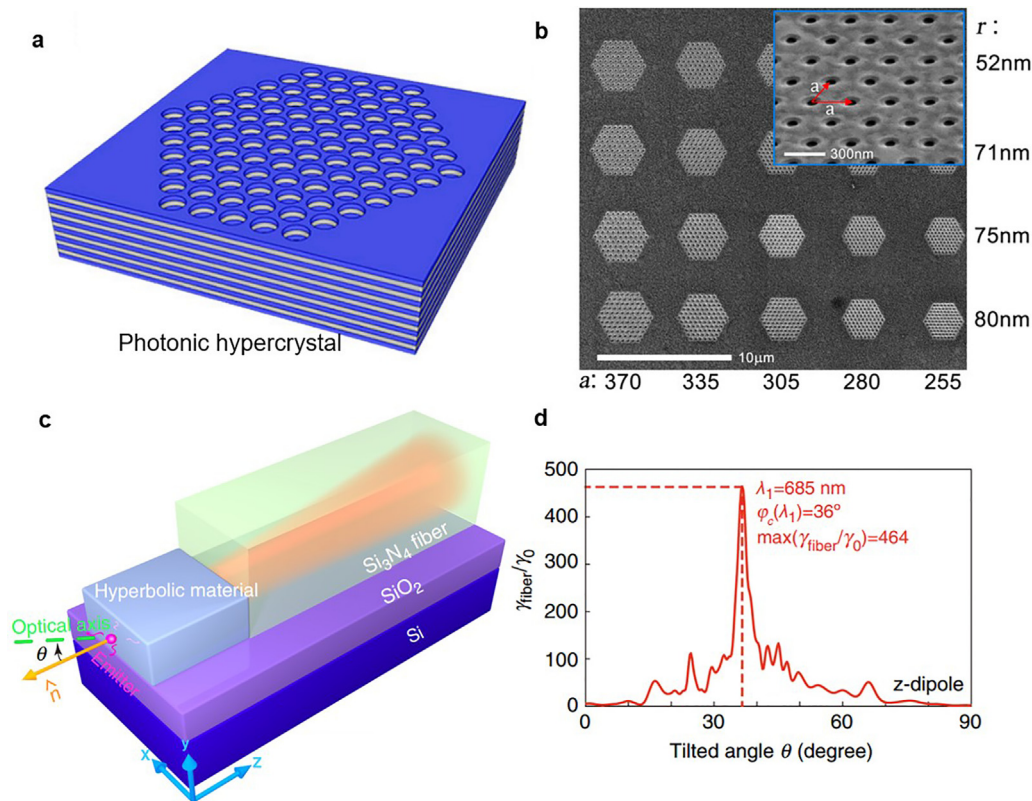 a
Photonic hypercrystal
b
r :
52nm
71nm
75nm
80nm
a
a
300nm
10μm
a: 370 335 305 280 255
c
Hyperbolic material
Si₃N₄ fiber
SiO₂
Si
Optical axis
θ
Emitter
n̂
x
y
z
d
γfiber/γ0
500
400
300
200
100
0
λ₁=685 nm
φc(λ₁)=36º
max(γfiber/γ0)=464
z-dipole
0 30 60 90
Tilted angle θ (degree)